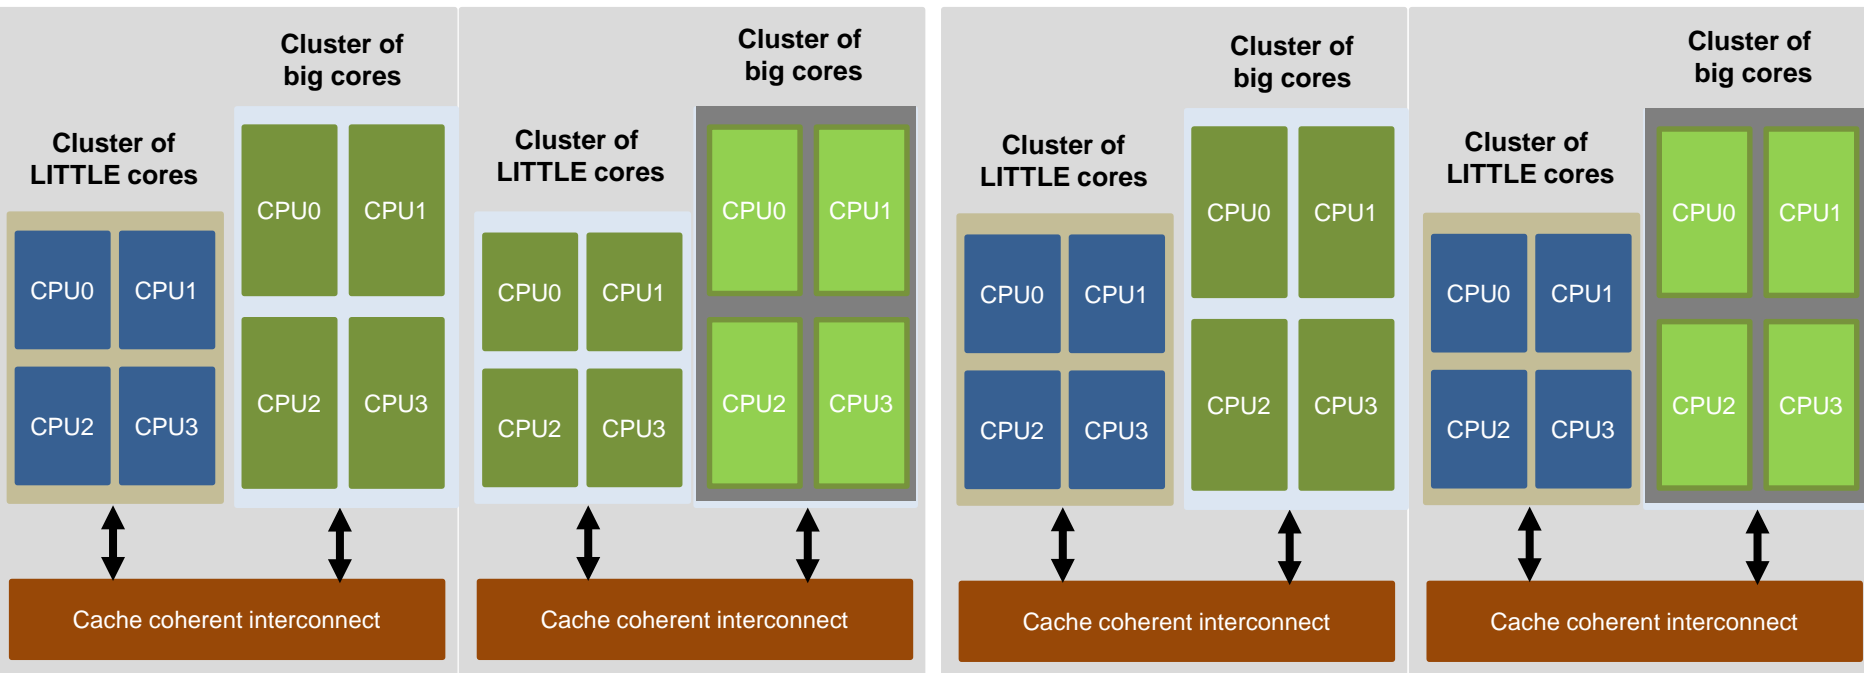 Cluster of
big cores
Cluster of
LITTLE cores
CPU0
CPU1
CPU0
CPU1
CPU2
CPU3
CPU2
CPU3
Cache coherent interconnect
Cluster of
big cores
Cluster of
LITTLE cores
CPU0
CPU1
CPU0
CPU1
CPU2
CPU3
CPU2
CPU3
Cache coherent interconnect
Cluster of
big cores
Cluster of
LITTLE cores
CPU0
CPU1
CPU0
CPU1
CPU2
CPU3
CPU2
CPU3
Cache coherent interconnect
Cluster of
big cores
Cluster of
LITTLE cores
CPU0
CPU1
CPU0
CPU1
CPU2
CPU3
CPU2
CPU3
Cache coherent interconnect